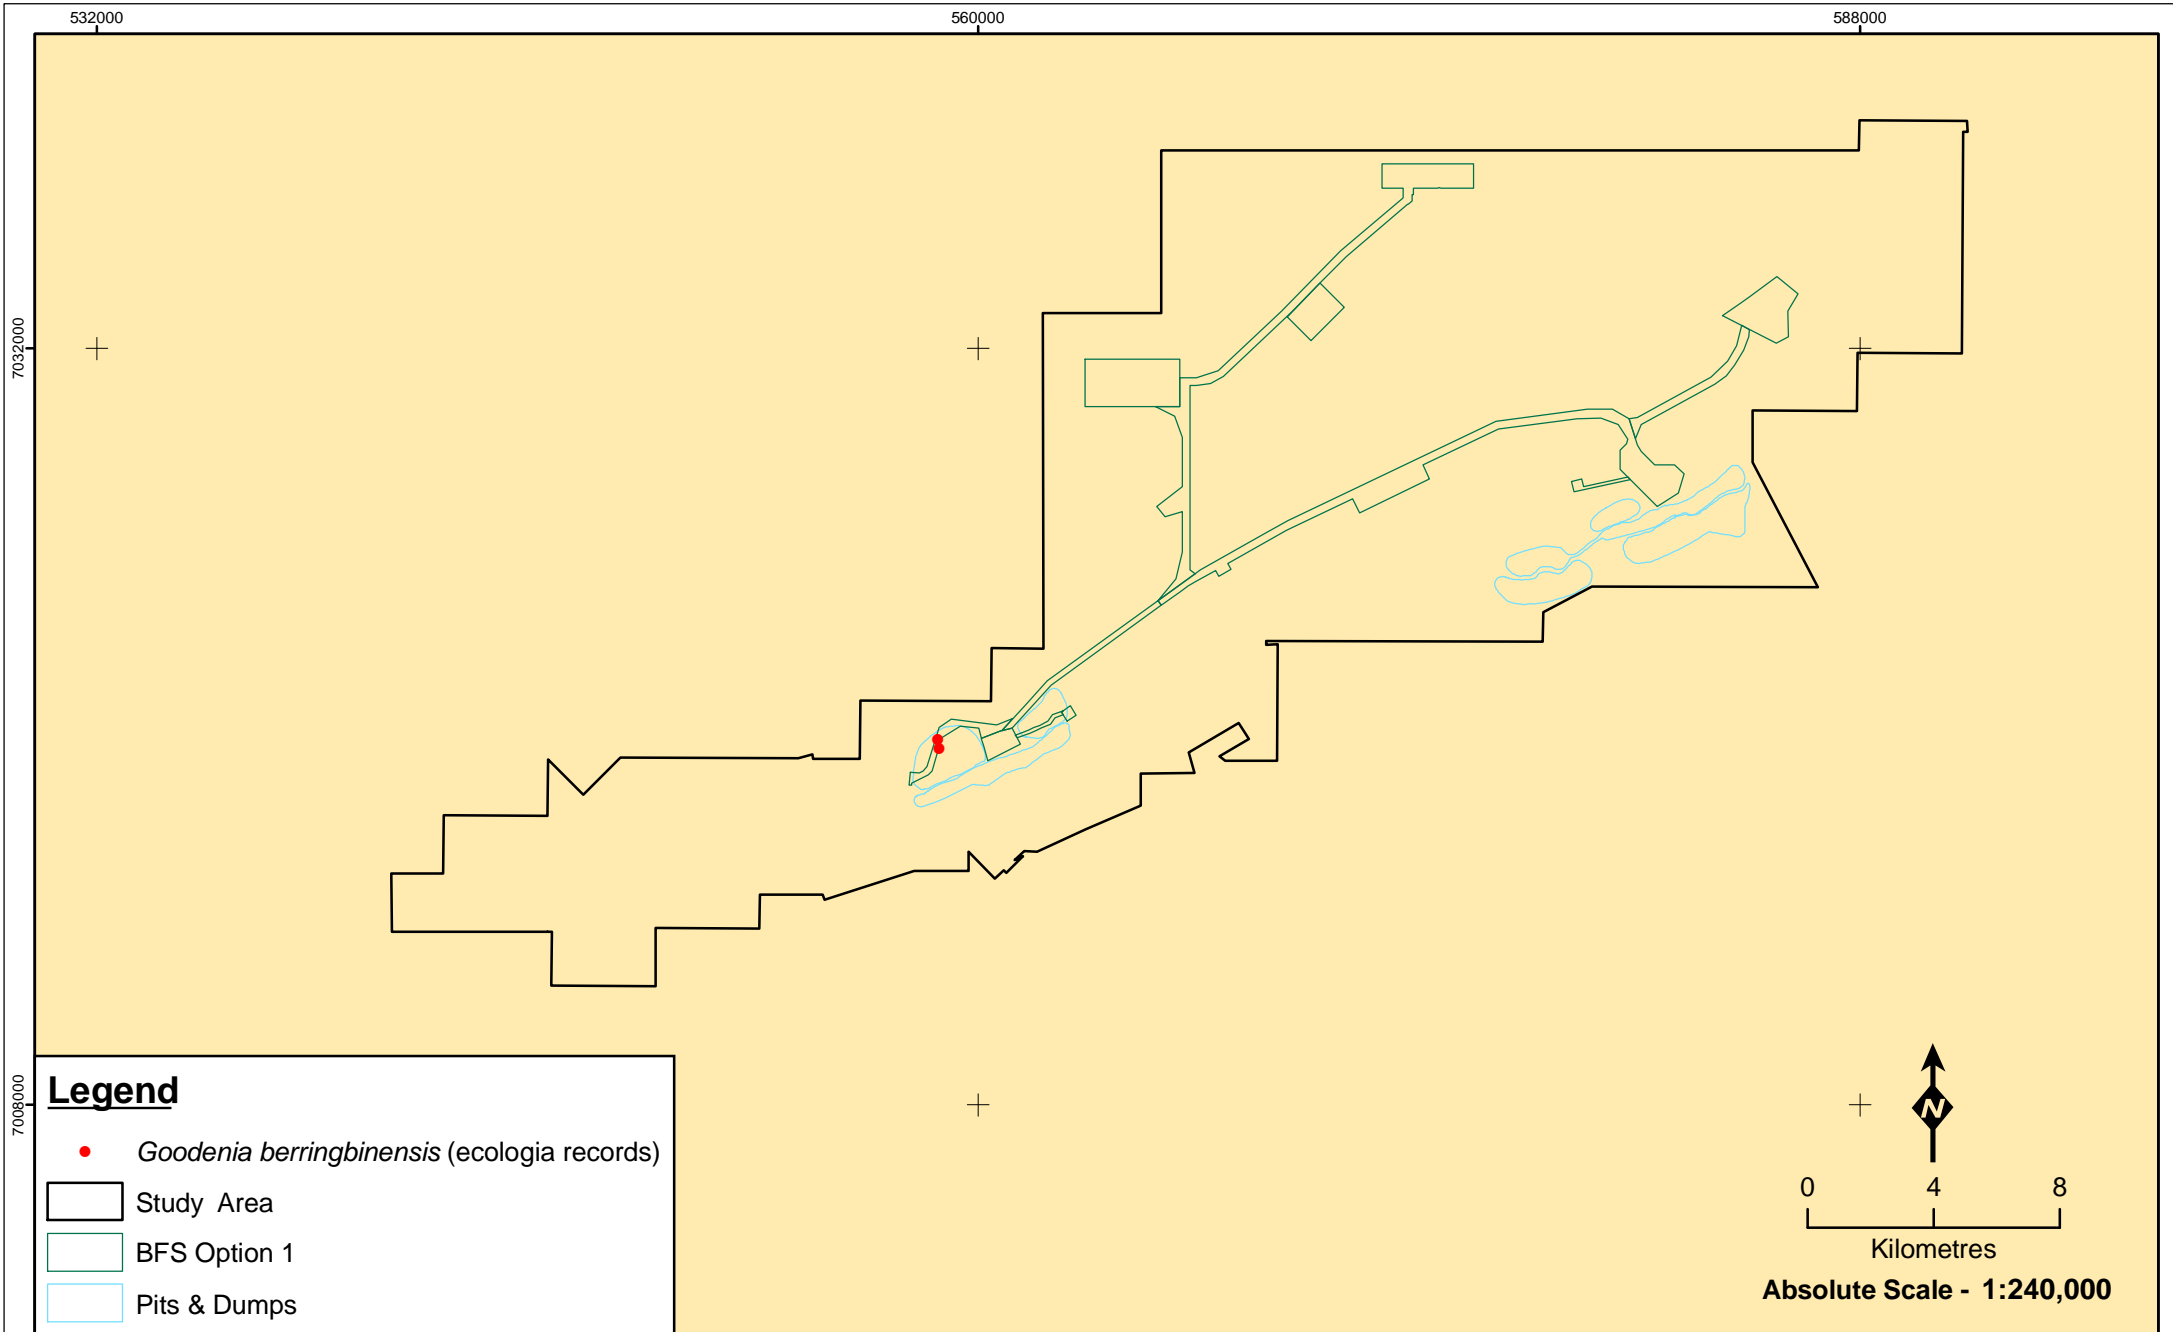 532000 560000 588000
7032000
7008000
Legend
Goodenia berringbinensis (ecologia records)
Study Area
BFS Option 1
Pits & Dumps
N
0 4 8
Kilometres
Absolute Scale - 1:240,000